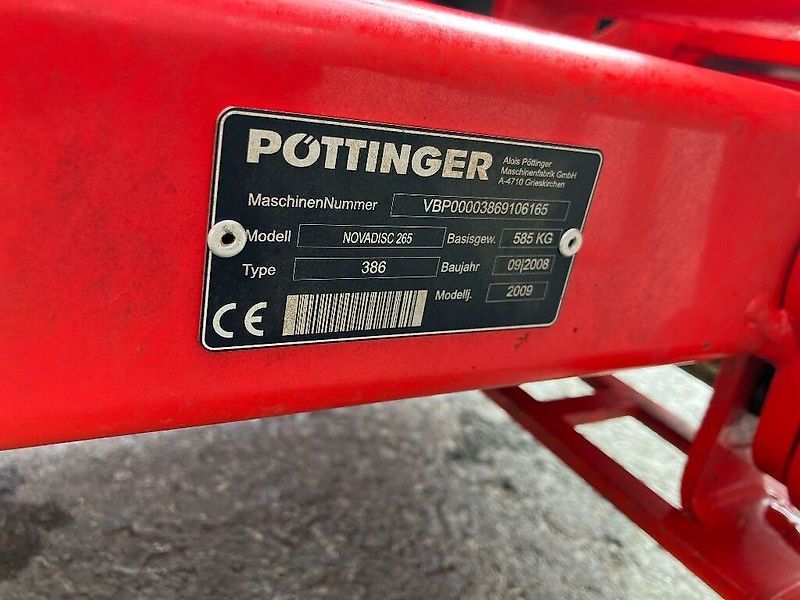 PÖTTINGER
Alois Pöttinger
Maschinenfabrik GmbH
A-4710 Grieskirchen
MaschinenNummer VBP00003869106165
Modell NOVADISC 265 Basisgew. 585 KG
Type 386 Baujahr 09|2008
Modellj. 2009
CE